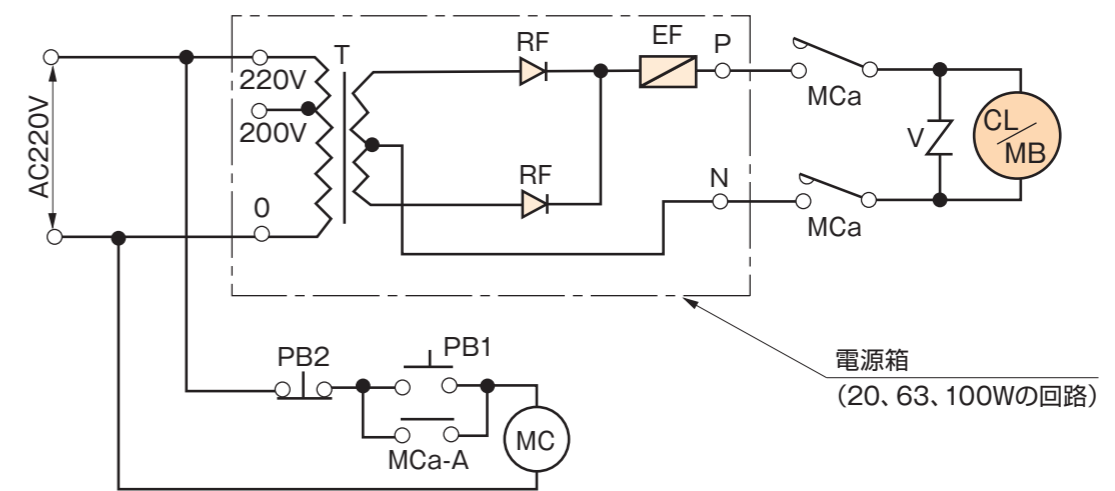 AC220V
220V
200V
0
T
RF
RF
EF
P
N
MCa
MCa
V
CL
MB
PB2
PB1
MCa-A
MC
電源箱
（20、63、100Wの回路）